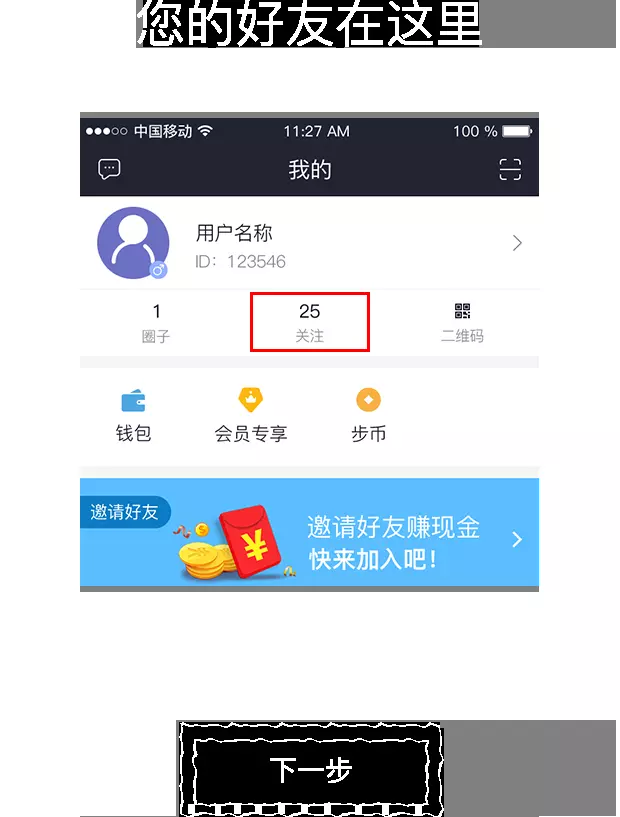 您的好友在这里
中国移动 11:27 AM 100 %
我的
用户名称
ID：123546
1 25
圈子 关注 二维码
钱包 会员专享 步币
邀请好友
邀请好友赚现金
快来加入吧！
¥
下一步